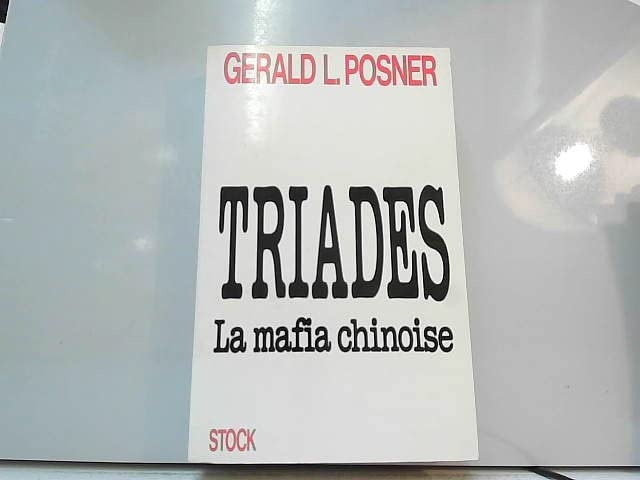 GERALD L. POSNER
TRIADES
La mafia chinoise
STOCK